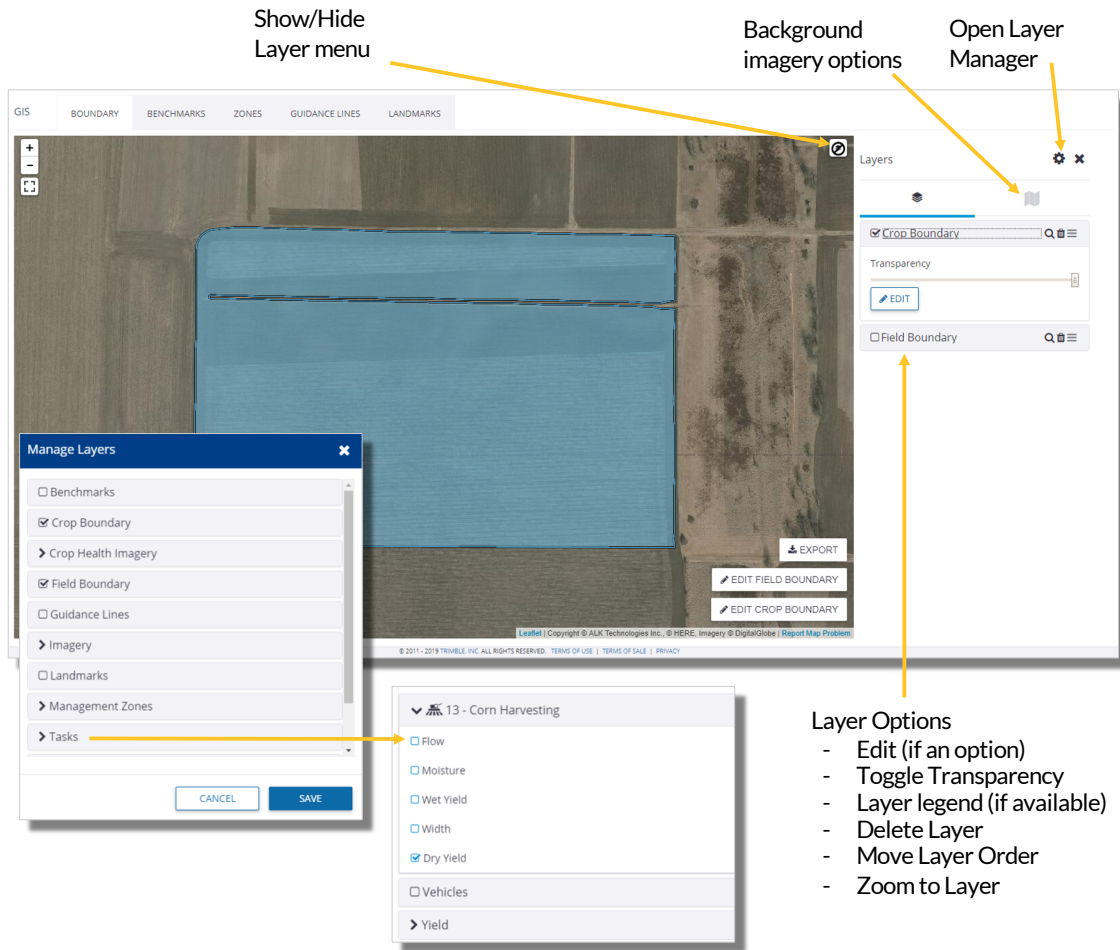 Show/Hide
Layer menu
Background
imagery options
Open Layer
Manager
GIS
BOUNDARY
BENCHMARKS
ZONES
GUIDANCE LINES
LANDMARKS
+
-
Layers
Crop Boundary
Transparency
EDIT
Field Boundary
EXPORT
EDIT FIELD BOUNDARY
EDIT CROP BOUNDARY
Leaflet | Copyright © ALK Technologies Inc., © HERE, Imagery © DigitalGlobe | Report Map Problem
© 2011 - 2019 TRIMBLE, INC. ALL RIGHTS RESERVED. TERMS OF USE | TERMS OF SALE | PRIVACY
Manage Layers
Benchmarks
Crop Boundary
Crop Health Imagery
Field Boundary
Guidance Lines
Imagery
Landmarks
Management Zones
Tasks
CANCEL
SAVE
13 - Corn Harvesting
Flow
Moisture
Wet Yield
Width
Dry Yield
Vehicles
Yield
Layer Options
- Edit (if an option)
- Toggle Transparency
- Layer legend (if available)
- Delete Layer
- Move Layer Order
- Zoom to Layer